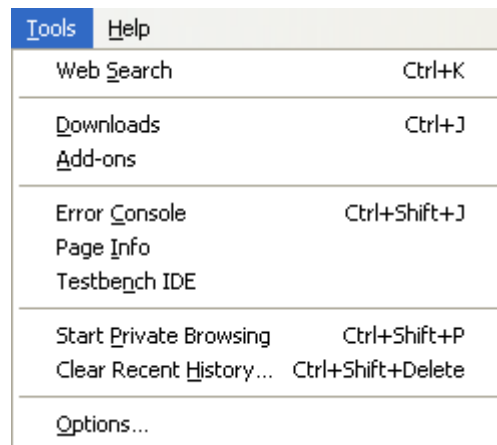 Tools Help
Web Search Ctrl+K
Downloads Ctrl+J
Add-ons
Error Console Ctrl+Shift+J
Page Info
Testbench IDE
Start Private Browsing Ctrl+Shift+P
Clear Recent History... Ctrl+Shift+Delete
Options...